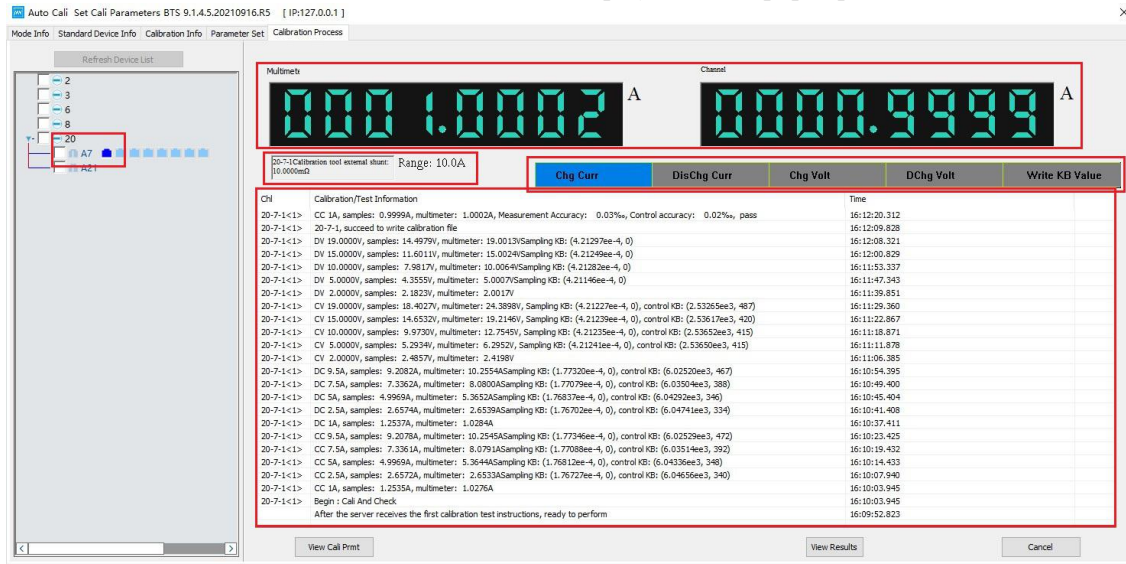 Auto Cali Set Cali Parameters BTS 9.1.4.5.20210916.R5 [ IP:127.0.0.1 ]
Mode Info Standard Device Info Calibration Info Parameter Set Calibration Process
Refresh Device List
2
3
6
8
20
A7
A21
Multimete
Channel
0001.0002 A
0000.9999 A
20-7-1Calibration tool external shunt:
10.0000mΩ
Range: 10.0A
Chg Curr DisChg Curr Chg Volt DChg Volt Write KB Value
Chl Calibration/Test Information Time
20-7-1<1> CC 1A, samples: 0.9999A, multimeter: 1.0002A, Measurement Accuracy: 0.03‰, Control accuracy: 0.02‰, pass 16:12:20.312
20-7-1<1> 20-7-1, succeed to write calibration file 16:12:09.828
20-7-1<1> DV 19.0000V, samples: 14.4979V, multimeter: 19.0013VSampling KB: (4.21297ee-4, 0) 16:12:08.321
20-7-1<1> DV 15.0000V, samples: 11.6011V, multimeter: 15.0024VSampling KB: (4.21249ee-4, 0) 16:12:00.829
20-7-1<1> DV 10.0000V, samples: 7.9817V, multimeter: 10.0064VSampling KB: (4.21282ee-4, 0) 16:11:53.337
20-7-1<1> DV 5.0000V, samples: 4.3555V, multimeter: 5.0007VSampling KB: (4.21146ee-4, 0) 16:11:47.343
20-7-1<1> DV 2.0000V, samples: 2.1823V, multimeter: 2.0017V 16:11:39.851
20-7-1<1> CV 19.0000V, samples: 18.4027V, multimeter: 24.3898V, Sampling KB: (4.21227ee-4, 0), control KB: (2.53265ee3, 487) 16:11:29.360
20-7-1<1> CV 15.0000V, samples: 14.6532V, multimeter: 19.2146V, Sampling KB: (4.21239ee-4, 0), control KB: (2.53617ee3, 420) 16:11:22.867
20-7-1<1> CV 10.0000V, samples: 9.9730V, multimeter: 12.7545V, Sampling KB: (4.21235ee-4, 0), control KB: (2.53652ee3, 415) 16:11:18.871
20-7-1<1> CV 5.0000V, samples: 5.2934V, multimeter: 6.2952V, Sampling KB: (4.21241ee-4, 0), control KB: (2.53650ee3, 415) 16:11:11.878
20-7-1<1> CV 2.0000V, samples: 2.4857V, multimeter: 2.4198V 16:11:06.385
20-7-1<1> DC 9.5A, samples: 9.2082A, multimeter: 10.2554ASampling KB: (1.77320ee-4, 0), control KB: (6.02520ee3, 467) 16:10:54.395
20-7-1<1> DC 7.5A, samples: 7.3362A, multimeter: 8.0800ASampling KB: (1.77079ee-4, 0), control KB: (6.03504ee3, 388) 16:10:49.400
20-7-1<1> DC 5A, samples: 4.9969A, multimeter: 5.3652ASampling KB: (1.76837ee-4, 0), control KB: (6.04292ee3, 346) 16:10:45.404
20-7-1<1> DC 2.5A, samples: 2.6574A, multimeter: 2.6539ASampling KB: (1.76702ee-4, 0), control KB: (6.04741ee3, 334) 16:10:41.408
20-7-1<1> DC 1A, samples: 1.2537A, multimeter: 1.0284A 16:10:37.411
20-7-1<1> CC 9.5A, samples: 9.2078A, multimeter: 10.2545ASampling KB: (1.77346ee-4, 0), control KB: (6.02529ee3, 472) 16:10:23.425
20-7-1<1> CC 7.5A, samples: 7.3361A, multimeter: 8.0791ASampling KB: (1.77088ee-4, 0), control KB: (6.03514ee3, 392) 16:10:19.432
20-7-1<1> CC 5A, samples: 4.9969A, multimeter: 5.3644ASampling KB: (1.76812ee-4, 0), control KB: (6.04336ee3, 348) 16:10:14.433
20-7-1<1> CC 2.5A, samples: 2.6572A, multimeter: 2.6533ASampling KB: (1.76727ee-4, 0), control KB: (6.04656ee3, 340) 16:10:07.940
20-7-1<1> CC 1A, samples: 1.2535A, multimeter: 1.0276A 16:10:03.945
20-7-1<1> Begin : Cali And Check 16:10:03.945
After the server receives the first calibration test instructions, ready to perform 16:09:52.823
View Cali Prmt View Results Cancel